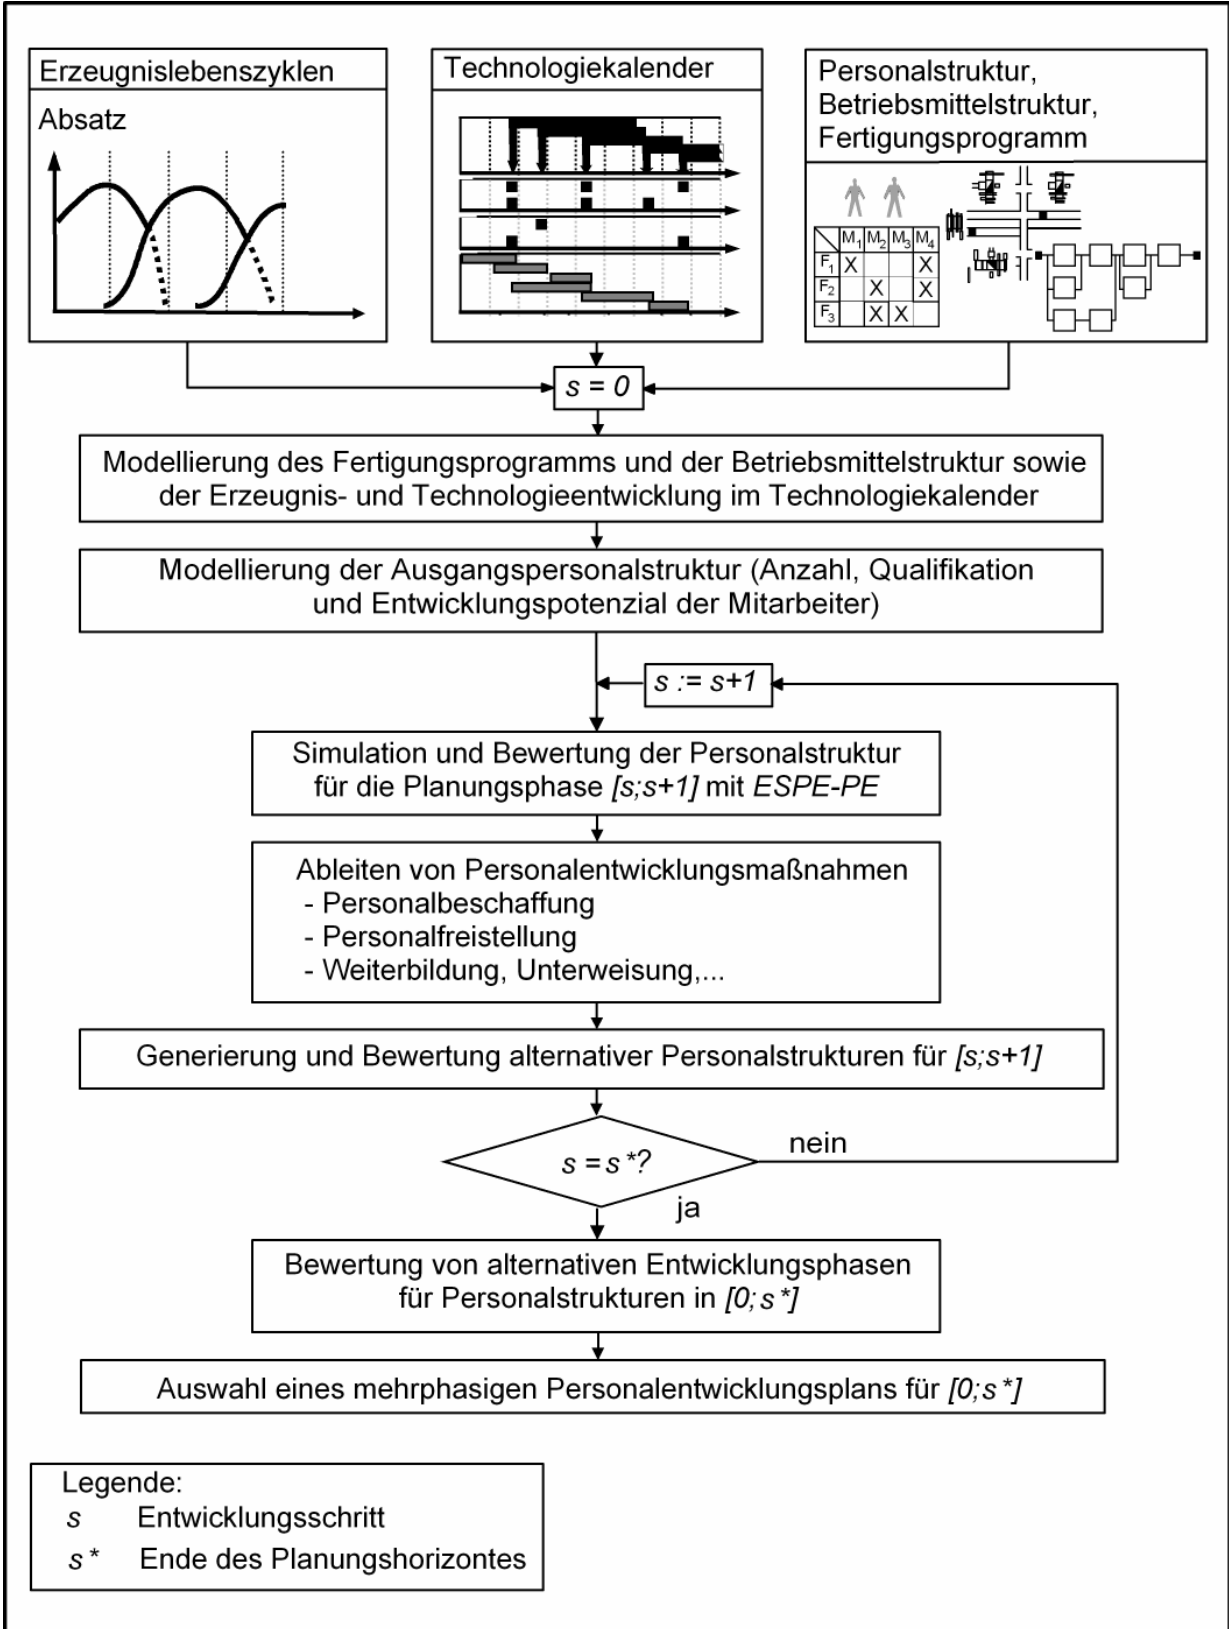 Erzeugnislebenszyklen
Absatz
Technologiekalender
Personalstruktur,
Betriebsmittelstruktur,
Fertigungsprogramm
M1 M2 M3 M4
F1 X X
F2 X X
F3 X X
s = 0
Modellierung des Fertigungsprogramms und der Betriebsmittelstruktur sowie
der Erzeugnis- und Technologieentwicklung im Technologiekalender
Modellierung der Ausgangspersonalstruktur (Anzahl, Qualifikation
und Entwicklungspotenzial der Mitarbeiter)
s := s+1
Simulation und Bewertung der Personalstruktur
für die Planungsphase [s;s+1] mit ESPE-PE
Ableiten von Personalentwicklungsmaßnahmen
- Personalbeschaffung
- Personalfreistellung
- Weiterbildung, Unterweisung,...
Generierung und Bewertung alternativer Personalstrukturen für [s;s+1]
s = s*?
nein
ja
Bewertung von alternativen Entwicklungsphasen
für Personalstrukturen in [0;s*]
Auswahl eines mehrphasigen Personalentwicklungsplans für [0;s*]
Legende:
s Entwicklungsschritt
s* Ende des Planungshorizontes